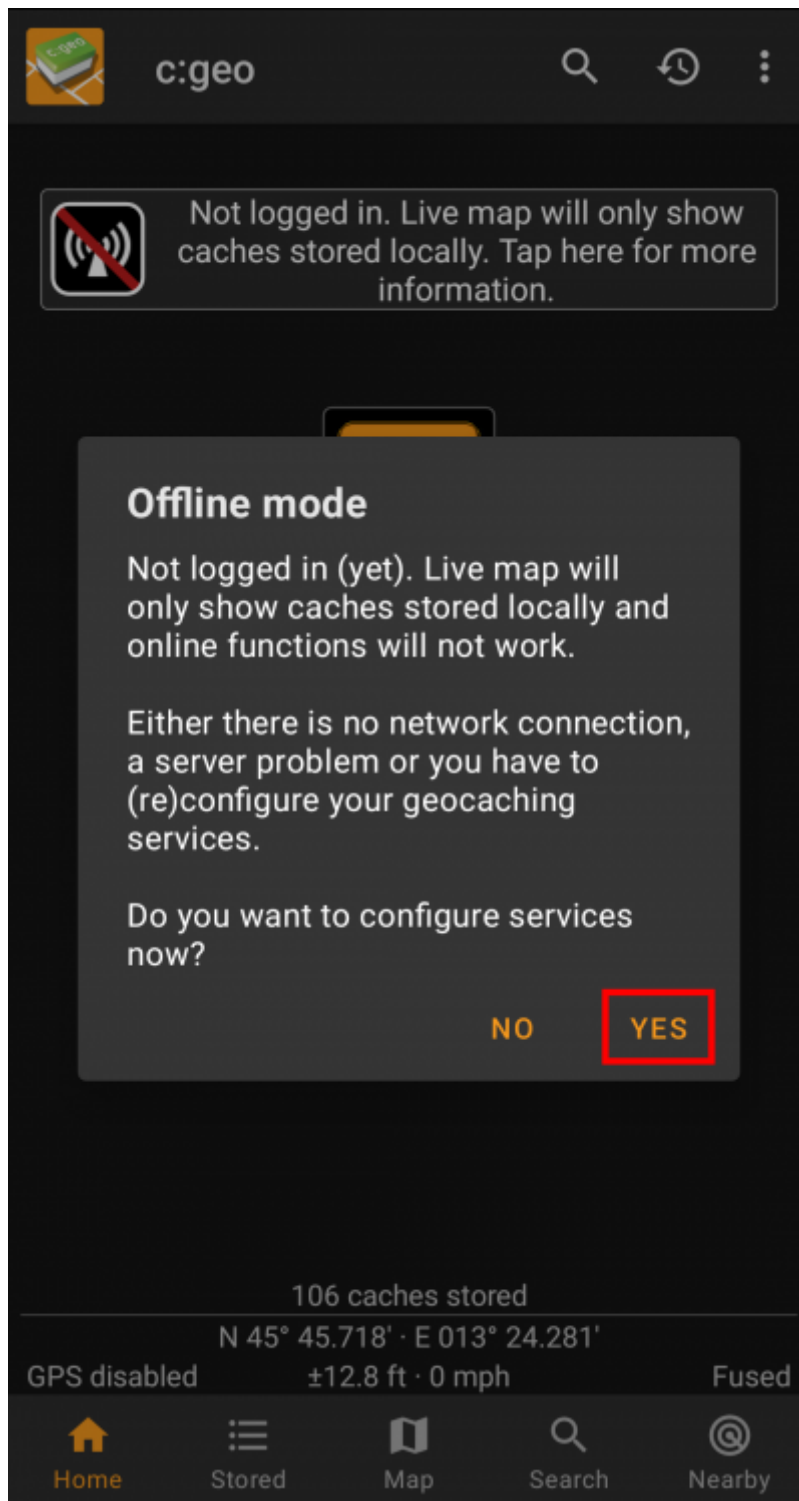 c:geo
c:geo
Not logged in. Live map will only show
caches stored locally. Tap here for more
information.
Offline mode
Not logged in (yet). Live map will
only show caches stored locally and
online functions will not work.
Either there is no network connection,
a server problem or you have to
(re)configure your geocaching
services.
Do you want to configure services
now?
NO YES
106 caches stored
N 45° 45.718' · E 013° 24.281'
GPS disabled ±12.8 ft · 0 mph Fused
Home Stored Map Search Nearby